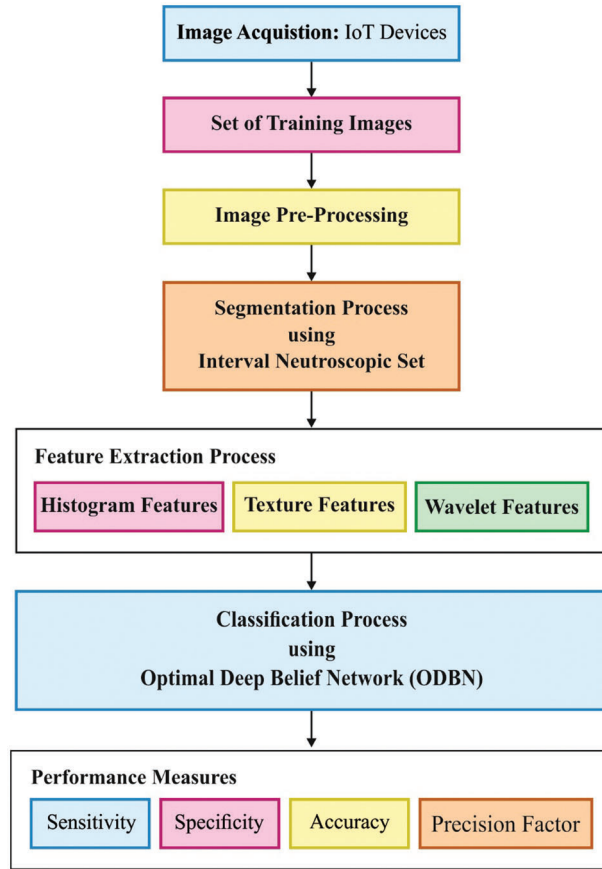 Image Acquistion: IoT Devices
Set of Training Images
Image Pre-Processing
Segmentation Process
using
Interval Neutroscopic Set
Feature Extraction Process
Histogram Features
Texture Features
Wavelet Features
Classification Process
using
Optimal Deep Belief Network (ODBN)
Performance Measures
Sensitivity
Specificity
Accuracy
Precision Factor